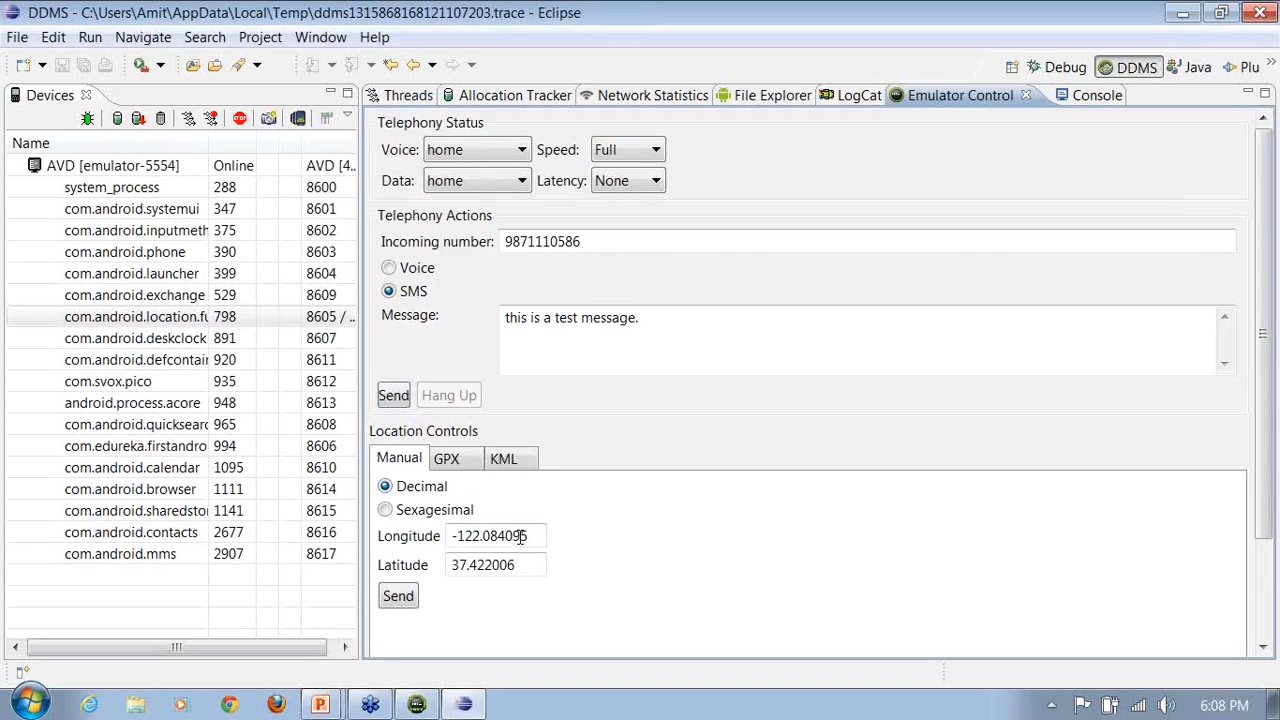 DDMS - C:\Users\Amit\AppData\Local\Temp\ddms1315868168121107203.trace - Eclipse
File Edit Run Navigate Search Project Window Help
Debug DDMS Java Plu
Devices
Threads Allocation Tracker Network Statistics File Explorer LogCat Emulator Control Console
Name
AVD [emulator-5554] Online AVD [4
system_process 288 8600
com.android.systemui 347 8601
com.android.inputmeth 375 8602
com.android.phone 390 8603
com.android.launcher 399 8604
com.android.exchange 529 8609
com.android.location.fu 798 8605 / ..
com.android.deskclock 891 8607
com.android.defcontain 920 8611
com.svox.pico 935 8612
android.process.acore 948 8613
com.android.quicksearc 965 8608
com.edureka.firstandro 994 8606
com.android.calendar 1095 8610
com.android.browser 1111 8614
com.android.sharedstor 1141 8615
com.android.contacts 2677 8616
com.android.mms 2907 8617
Telephony Status
Voice: home Speed: Full
Data: home Latency: None
Telephony Actions
Incoming number: 9871110586
Voice
SMS
Message: this is a test message.
Send Hang Up
Location Controls
Manual GPX KML
Decimal
Sexagesimal
Longitude -122.084095
Latitude 37.422006
Send
6:08 PM